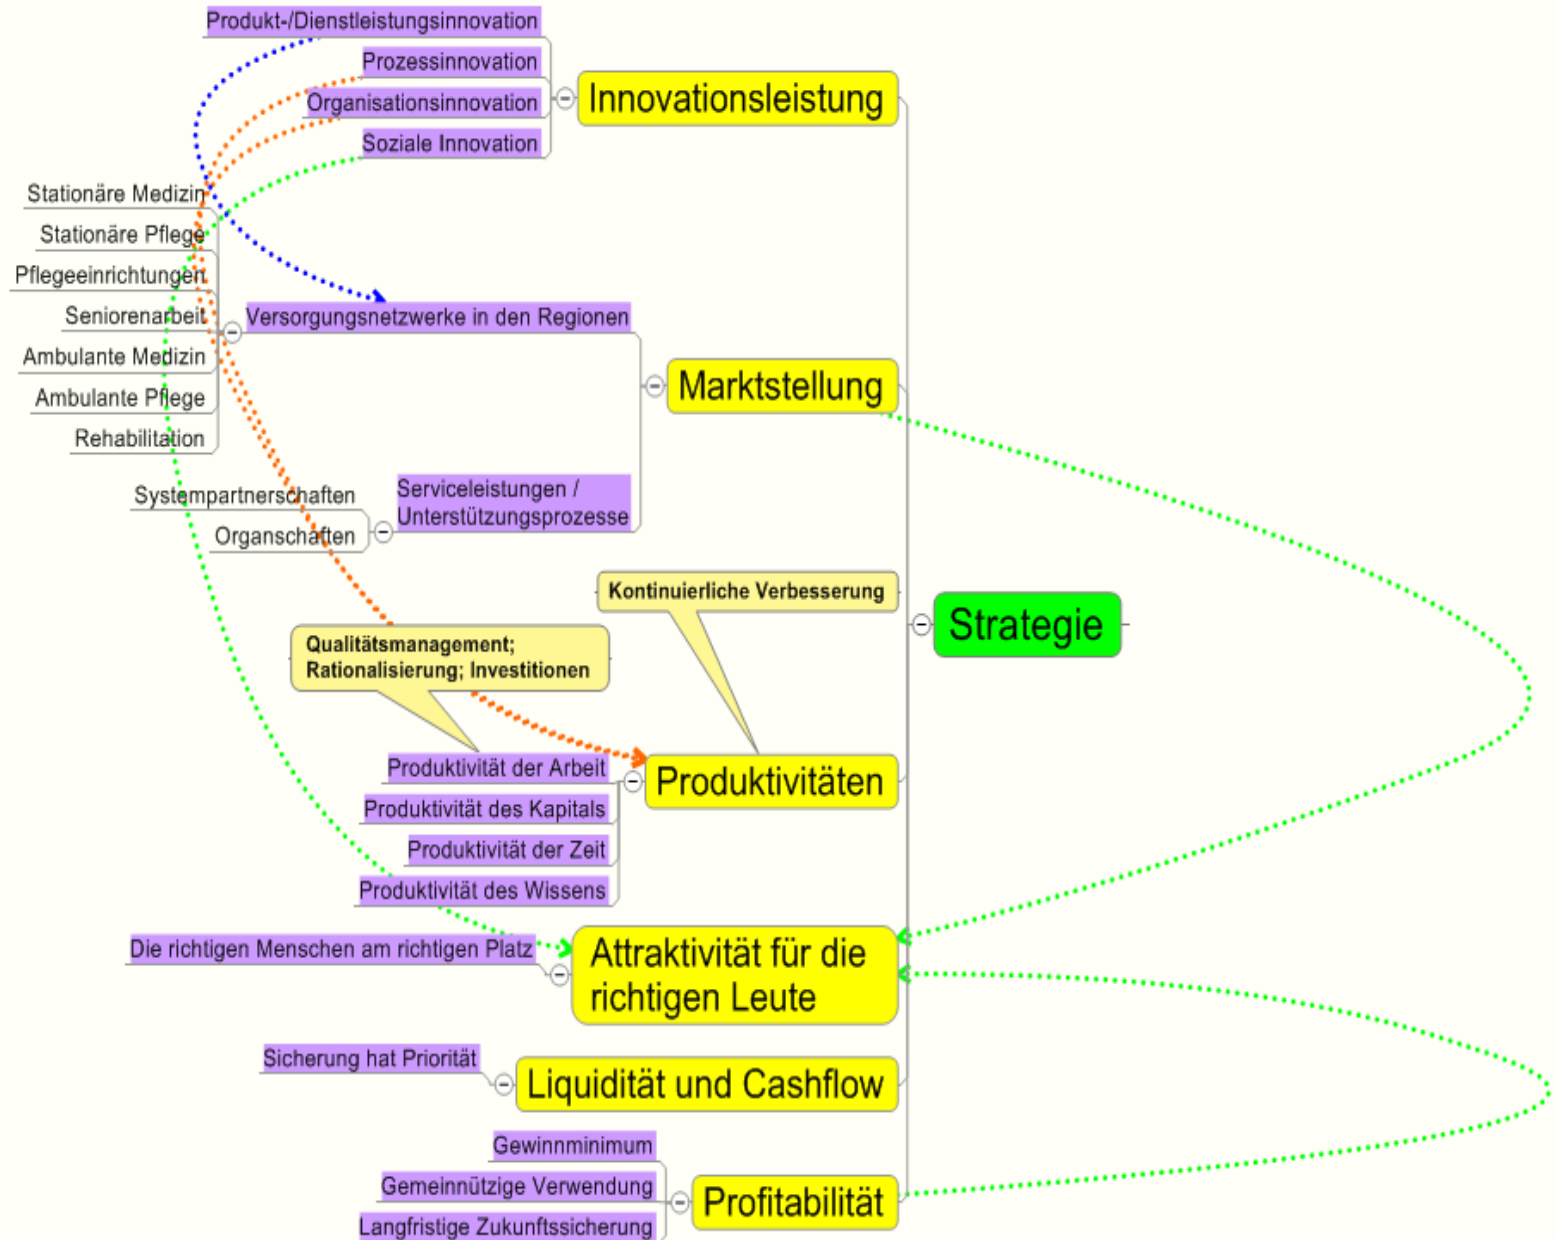 Produkt-/Dienstleistungsinnovation
Prozessinnovation
Organisationsinnovation
Soziale Innovation
Innovationsleistung
Stationäre Medizin
Stationäre Pflege
Pflegeeinrichtungen
Seniorenarbeit
Ambulante Medizin
Ambulante Pflege
Rehabilitation
Versorgungsnetzwerke in den Regionen
Marktstellung
Systempartnerschaften
Organschaften
Serviceleistungen /
Unterstützungsprozesse
Kontinuierliche Verbesserung
Strategie
Qualitätsmanagement;
Rationalisierung; Investitionen
Produktivität der Arbeit
Produktivität des Kapitals
Produktivität der Zeit
Produktivität des Wissens
Produktivitäten
Die richtigen Menschen am richtigen Platz
Attraktivität für die
richtigen Leute
Sicherung hat Priorität
Liquidität und Cashflow
Gewinnminimum
Gemeinnützige Verwendung
Langfristige Zukunftssicherung
Profitabilität